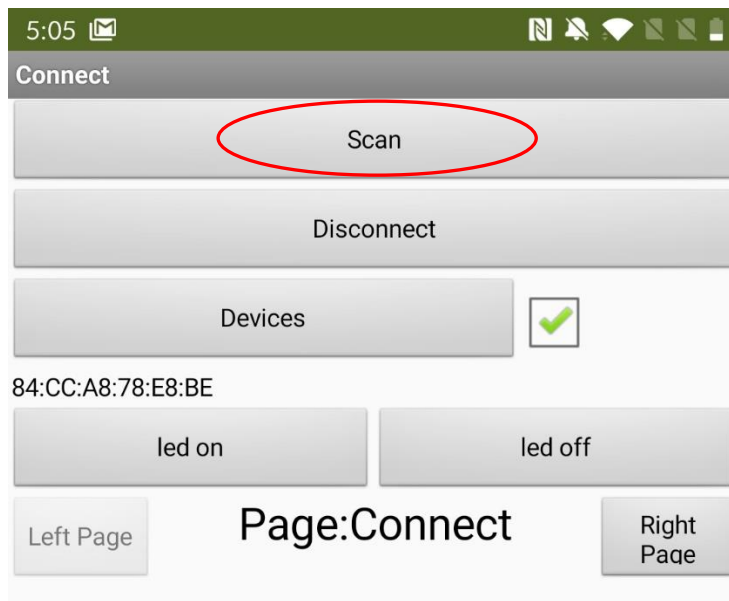 5:05
Connect
Scan
Disconnect
Devices
84:CC:A8:78:E8:BE
led on led off
Left Page Page:Connect Right
Page